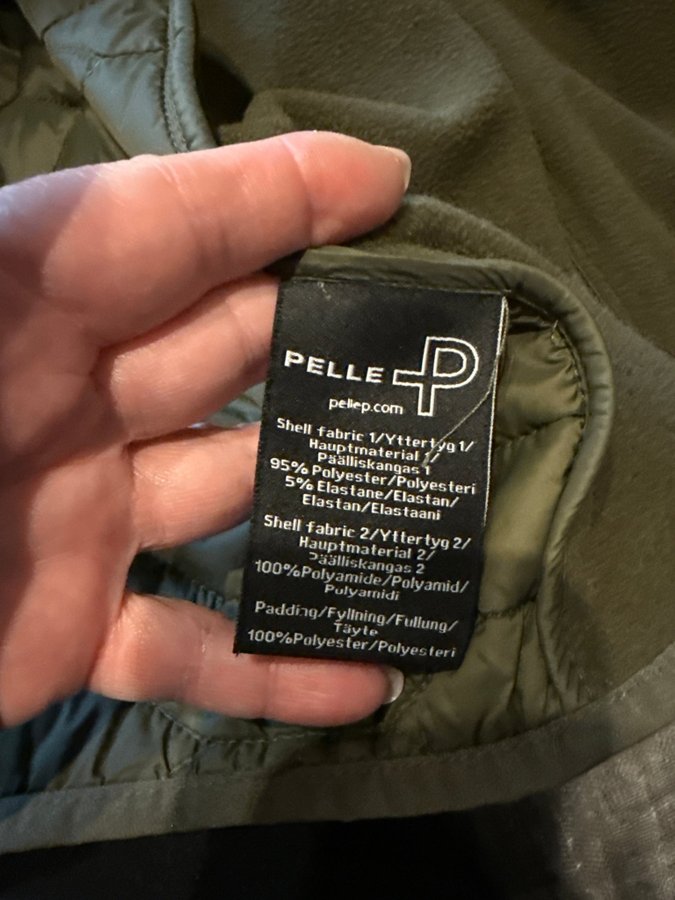 PELLE P
pellep.com
Shell fabric 1/Yttertyg 1/
Hauptmaterial 1/
Päälliskangas 1
95% Polyester/Polyesteri
5% Elastane/Elastan/
Elastan/Elastaani
Shell fabric 2/Yttertyg 2/
Hauptmaterial 2/
Päälliskangas 2
100%Polyamide/Polyamid/
Polyamidi
Padding/Fyllning/Fullung/
Täyte
100%Polyester/Polyesteri